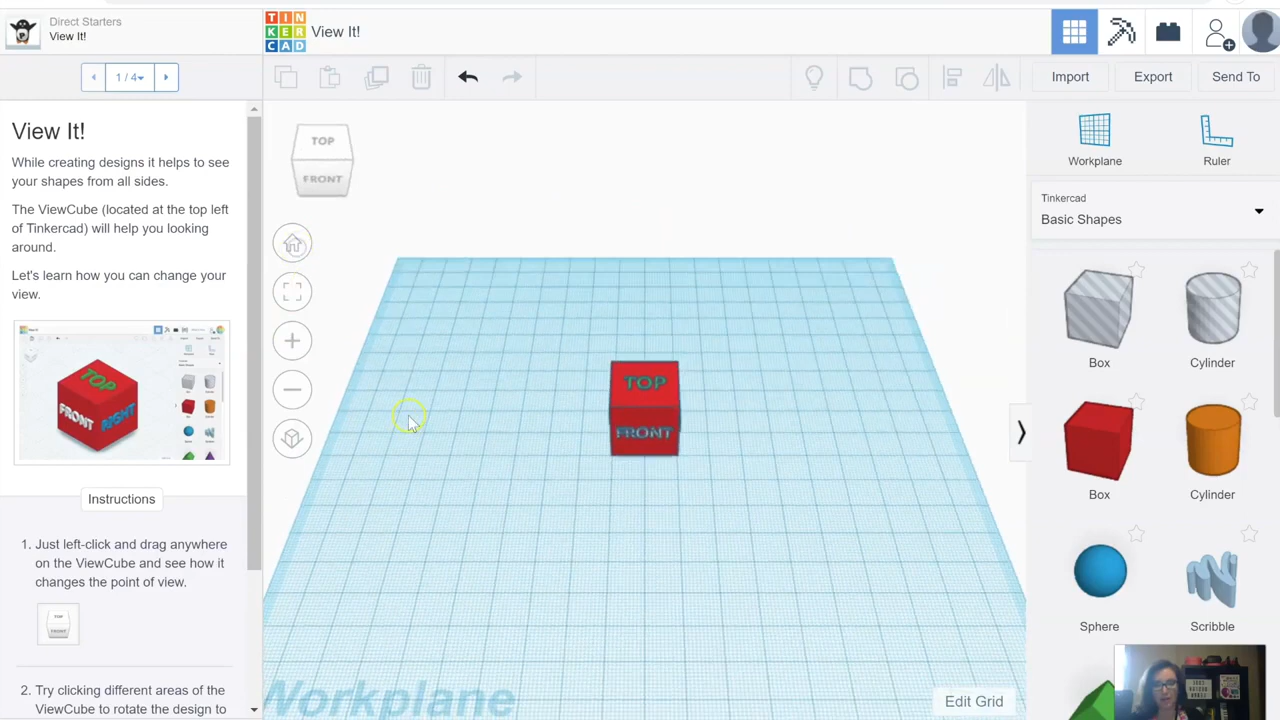 Direct Starters
View It!
TIN
KER
CAD
View It!
1/4
Import
Export
Send To
View It!
While creating designs it helps to see
your shapes from all sides.
The ViewCube (located at the top left
of Tinkercad) will help you looking
around.
Let's learn how you can change your
view.
TOP
FRONT
RIGHT
Instructions
1. Just left-click and drag anywhere
on the ViewCube and see how it
changes the point of view.
TOP
FRONT
2. Try clicking different areas of the
ViewCube to rotate the design to
TOP
FRONT
TOP
FRONT
Workplane
Edit Grid
Workplane
Ruler
Tinkercad
Basic Shapes
Box
Cylinder
Box
Cylinder
Sphere
Scribble